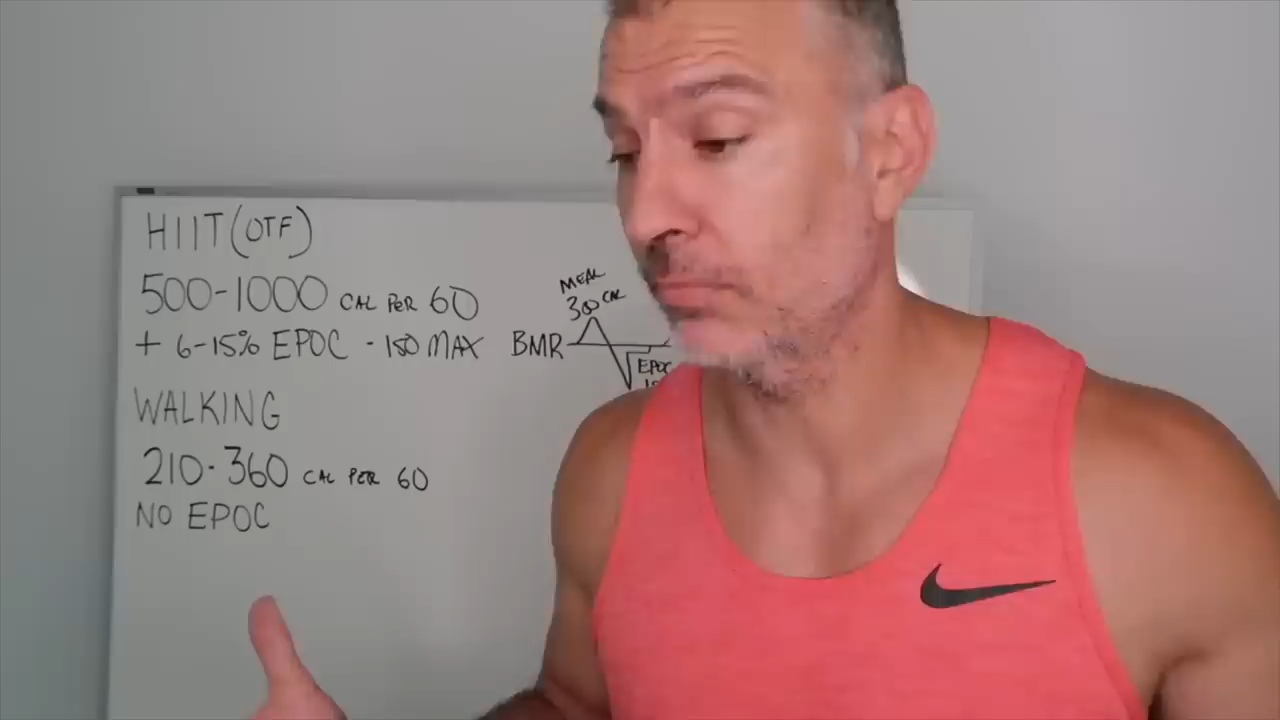 HIIT (OTF)
500-1000 CAL PER 60
+ 6-15% EPOC - 150 MAX
WALKING
210-360 CAL PER 60
NO EPOC
MEAL
300 CAL
BMR
EPOC